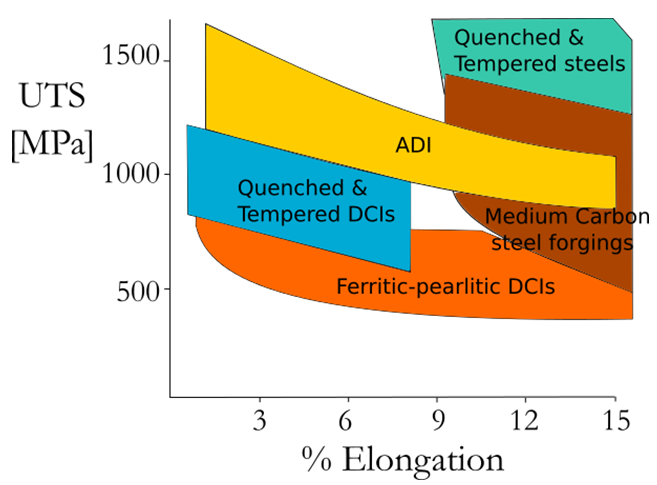 UTS
[MPa]
1500
1000
500
Quenched &
Tempered steels
ADI
Quenched &
Tempered DCIs
Medium Carbon
steel forgings
Ferritic-pearlitic DCIs
3 6 9 12 15
% Elongation